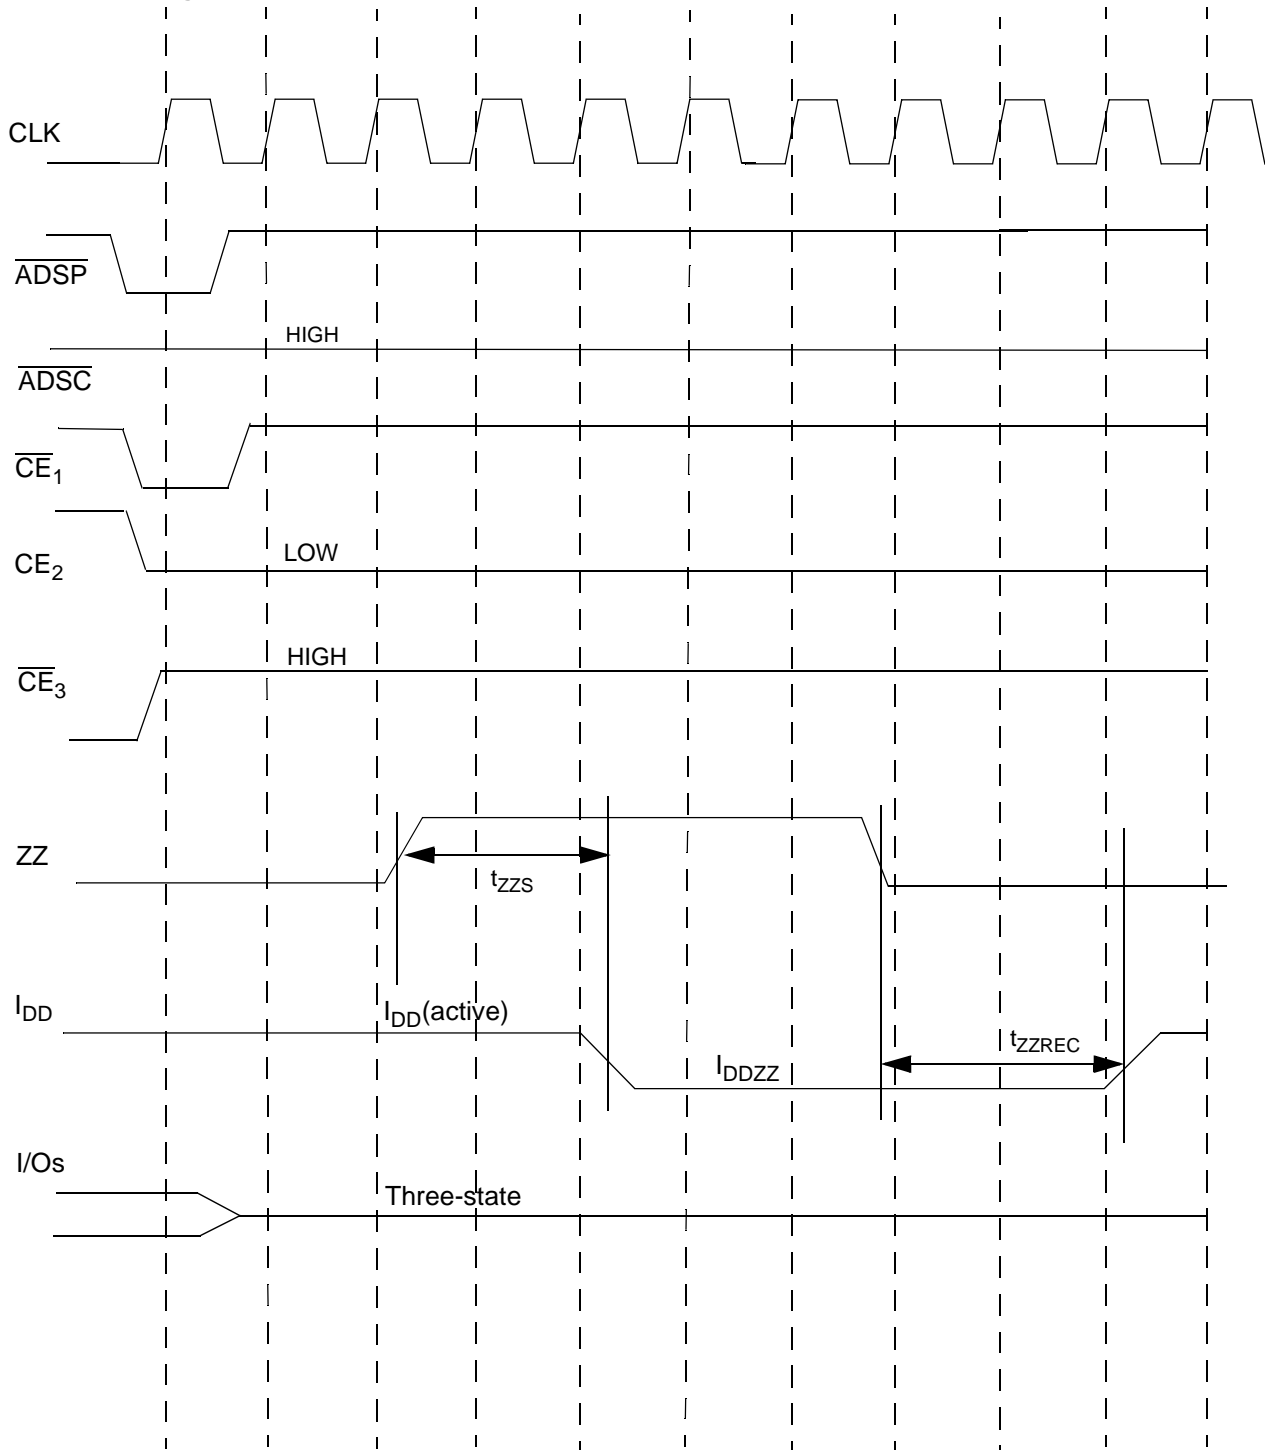 CLK
ADSP
HIGH
ADSC
CE1
LOW
CE2
HIGH
CE3
ZZ
tZZS
IDD
IDD(active)
tZZREC
IDDZZ
I/Os
Three-state